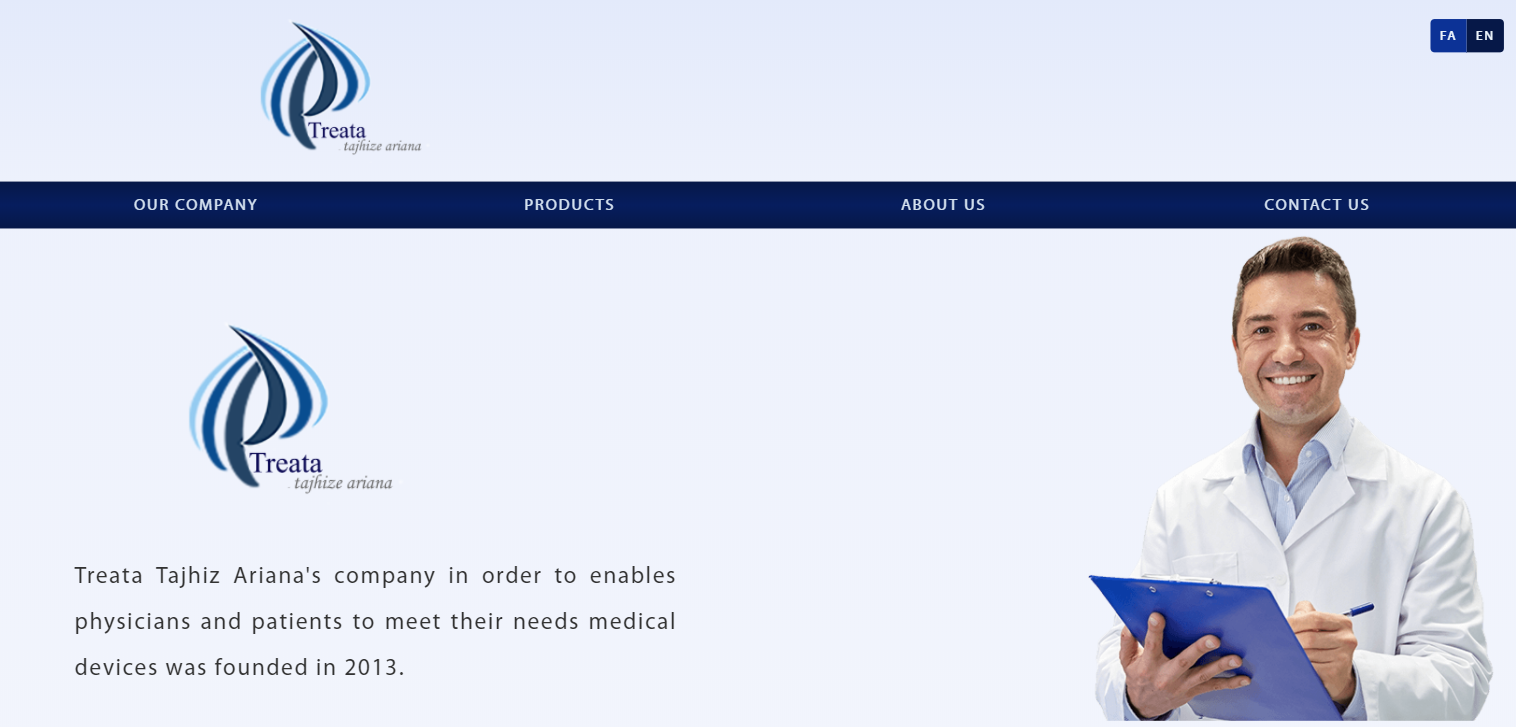 Treata
tajhize ariana
FA EN
OUR COMPANY PRODUCTS ABOUT US CONTACT US
Treata
tajhize ariana
Treata Tajhiz Ariana's company in order to enables
physicians and patients to meet their needs medical
devices was founded in 2013.